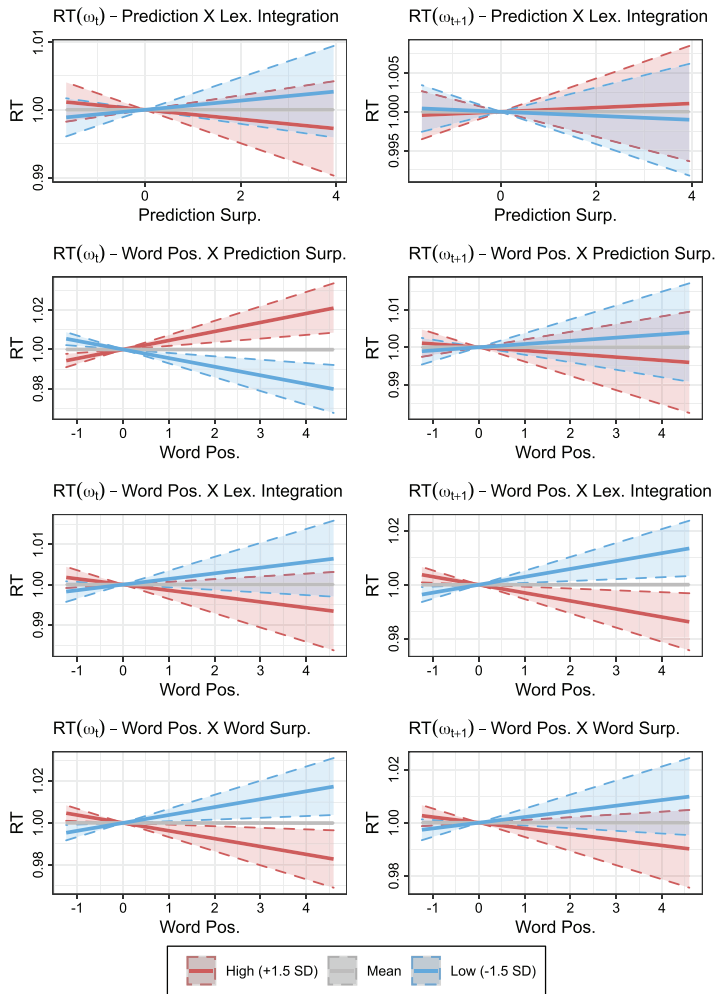 RT(ωt) – Prediction X Lex. Integration
RT(ωt+1) – Prediction X Lex. Integration
1.01
1.00
0.99
RT
0
2
4
Prediction Surp.
1.005
1.000
0.995
RT
0
2
4
Prediction Surp.
RT(ωt) – Word Pos. X Prediction Surp.
RT(ωt+1) – Word Pos. X Prediction Surp.
1.02
1.00
0.98
RT
-1 0 1 2 3 4
Word Pos.
1.01
1.00
0.99
RT
-1 0 1 2 3 4
Word Pos.
RT(ωt) – Word Pos. X Lex. Integration
RT(ωt+1) – Word Pos. X Lex. Integration
1.01
1.00
0.99
RT
-1 0 1 2 3 4
Word Pos.
1.02
1.00
0.98
RT
-1 0 1 2 3 4
Word Pos.
RT(ωt) – Word Pos. X Word Surp.
RT(ωt+1) – Word Pos. X Word Surp.
1.02
1.00
0.98
RT
-1 0 1 2 3 4
Word Pos.
1.02
1.00
0.98
RT
-1 0 1 2 3 4
Word Pos.
High (+1.5 SD) Mean Low (-1.5 SD)